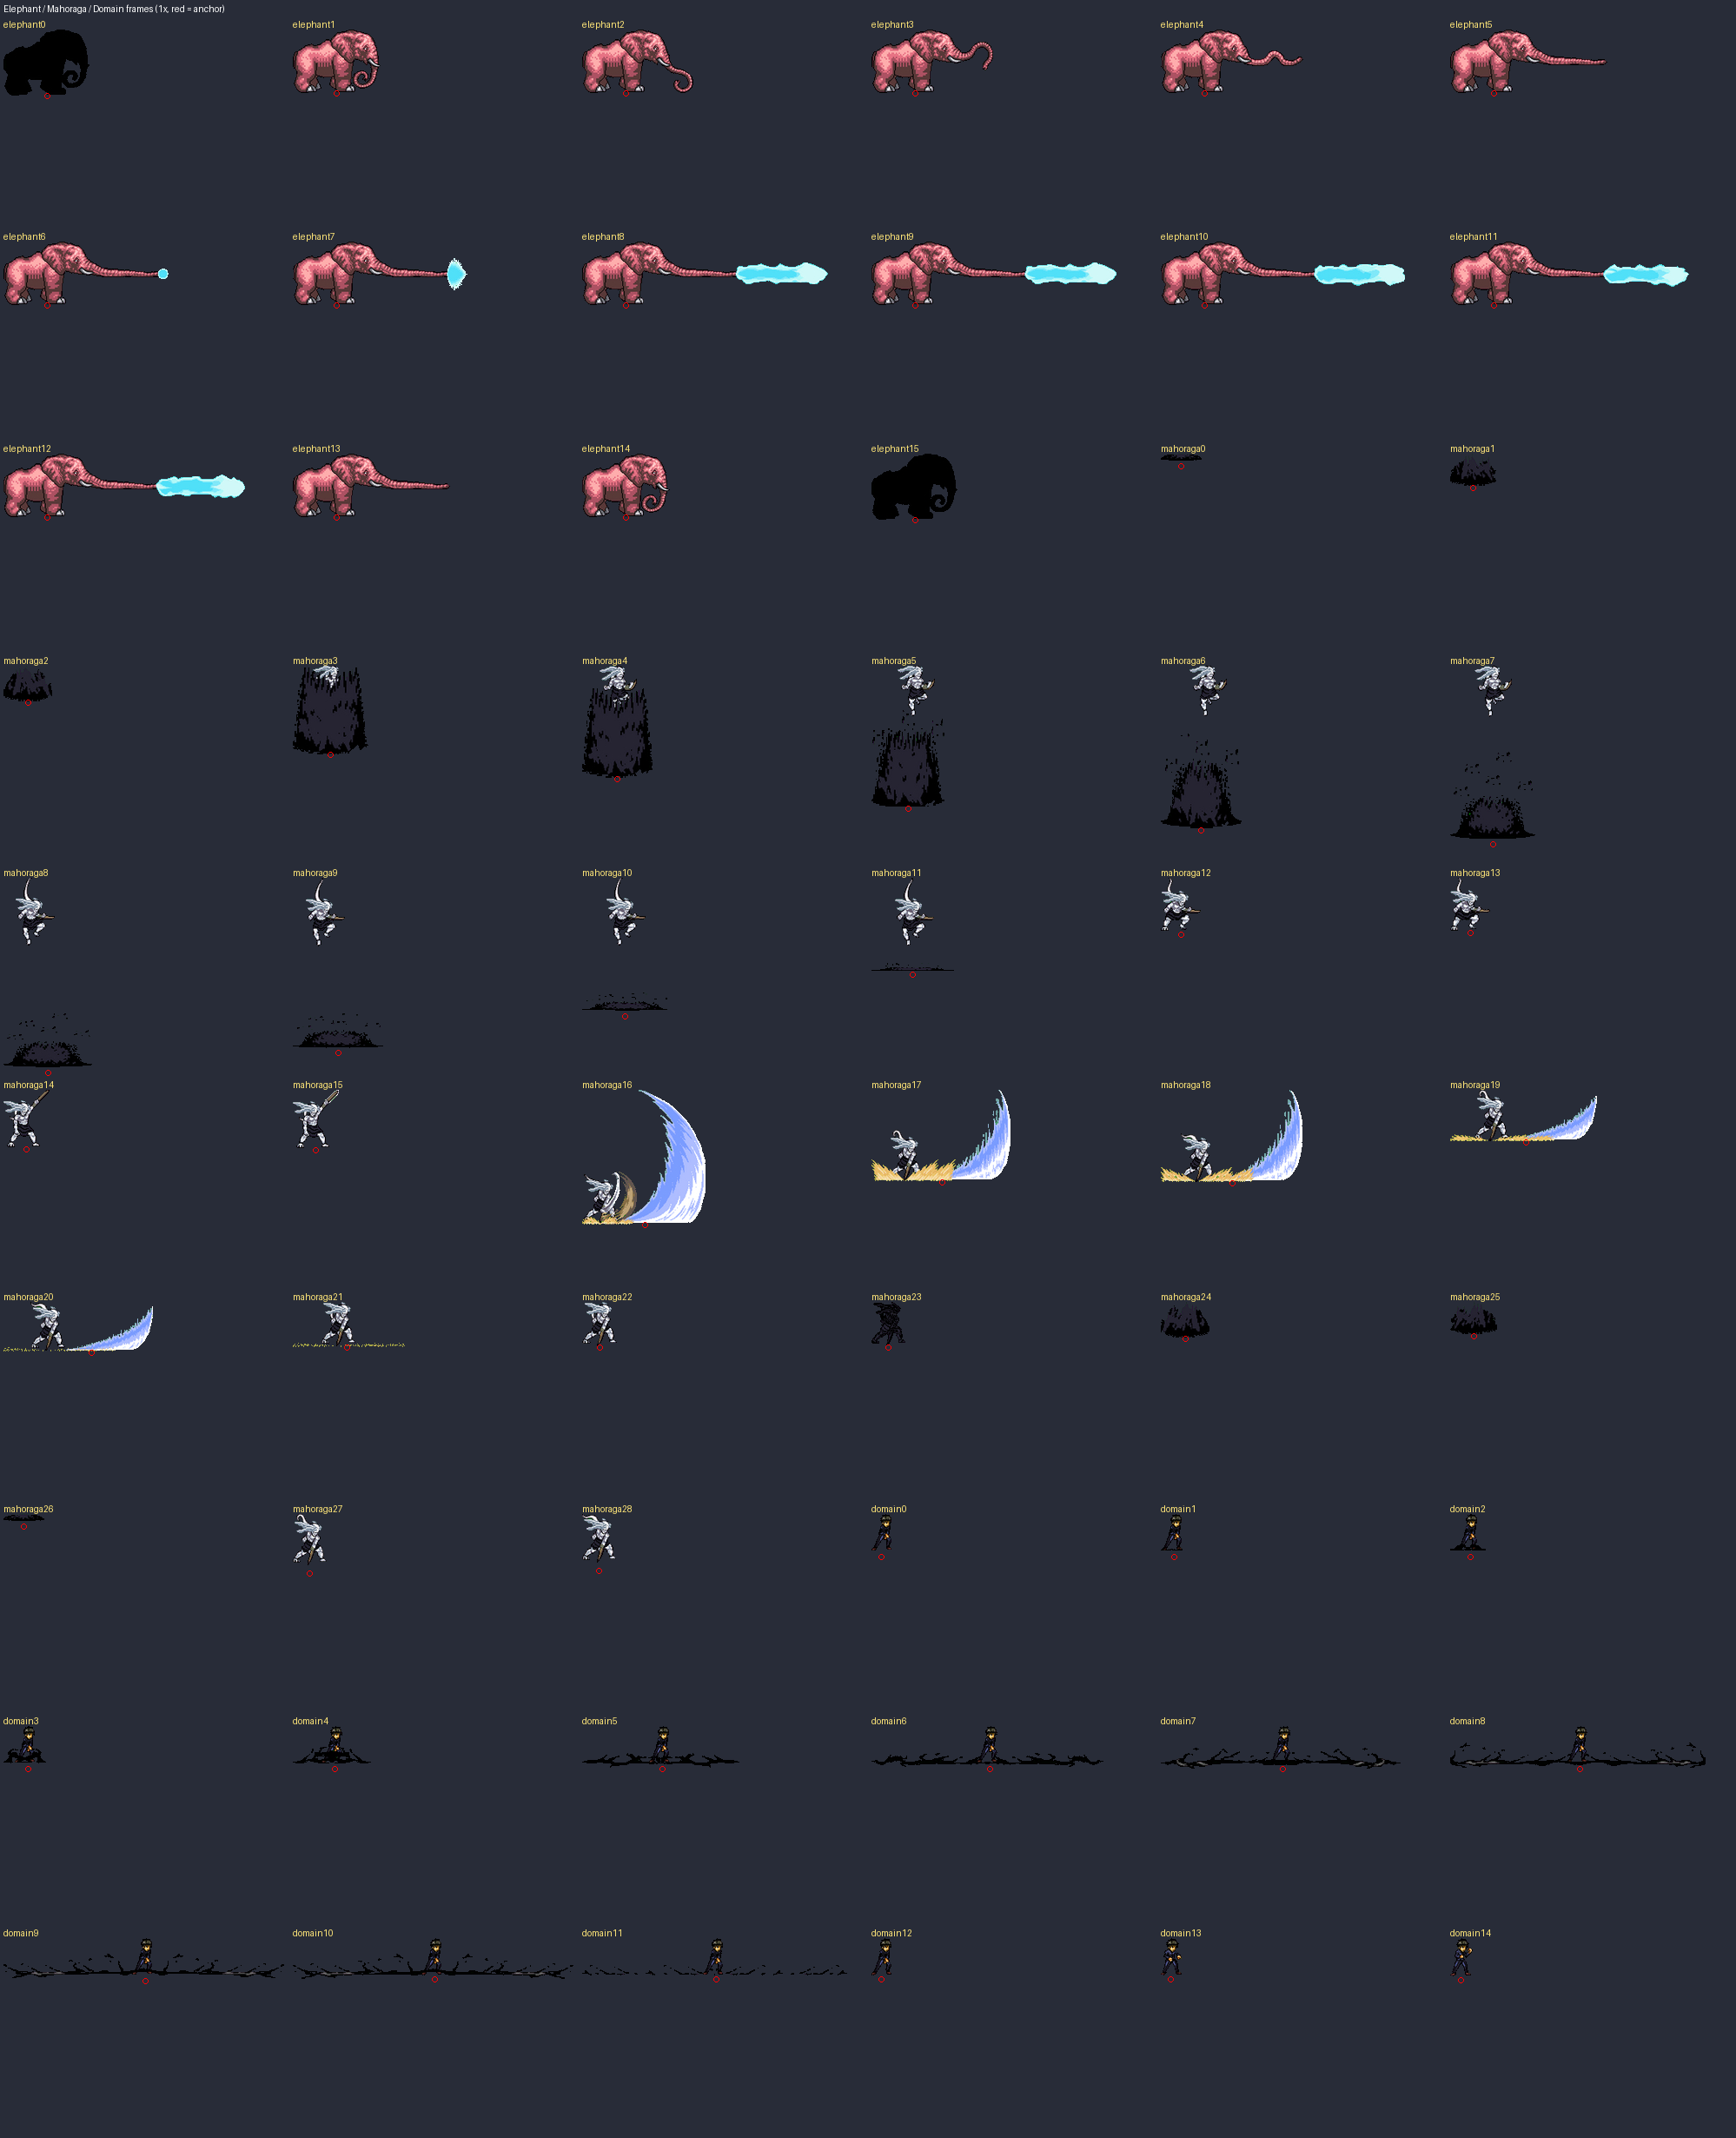 Elephant / Mahoraga / Domain frames (1x, red = anchor)
elephant0 elephant1 elephant2 elephant3 elephant4 elephant5
elephant6 elephant7 elephant8 elephant9 elephant10 elephant11
elephant12 elephant13 elephant14 elephant15 mahoraga0 mahoraga1
mahoraga2 mahoraga3 mahoraga4 mahoraga5 mahoraga6 mahoraga7
mahoraga8 mahoraga9 mahoraga10 mahoraga11 mahoraga12 mahoraga13
mahoraga14 mahoraga15 mahoraga16 mahoraga17 mahoraga18 mahoraga19
mahoraga20 mahoraga21 mahoraga22 mahoraga23 mahoraga24 mahoraga25
mahoraga26 mahoraga27 mahoraga28 domain0 domain1 domain2
domain3 domain4 domain5 domain6 domain7 domain8
domain9 domain10 domain11 domain12 domain13 domain14